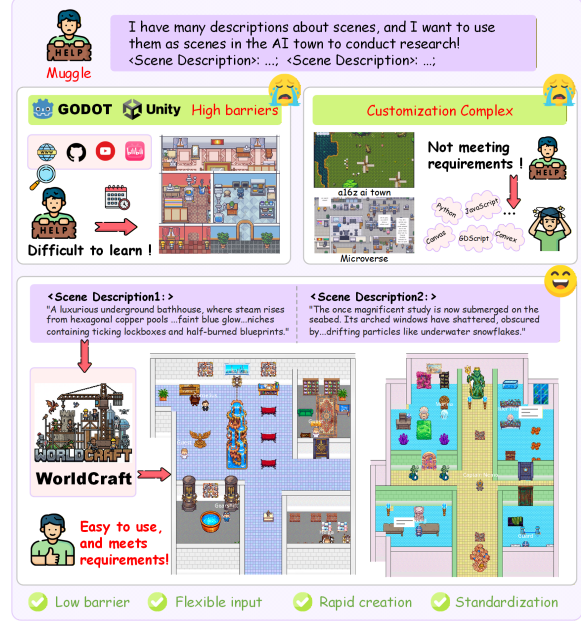 I have many descriptions about scenes, and I want to use
them as scenes in the AI town to conduct research!
<Scene Description>: ...; <Scene Description>: ...;
HELP
Muggle
GODOT
Unity
High barriers
WWW
bilibili
HELP
Difficult to learn !
Customization Complex
a16z ai town
Microverse
Not meeting
requirements !
HELP
Python
JavaScript
...
Canvas
GDScript
Convex
<Scene Description1:>
"A luxurious underground bathhouse, where steam rises
from hexagonal copper pools ...faint blue glow...niches
containing ticking lockboxes and half-burned blueprints."
<Scene Description2:>
"The once magnificent study is now submerged on the
seabed. Its arched windows have shattered, obscured
by...drifting particles like underwater snowflakes."
WORLDCRAFT
WorldCraft
Easy to use,
and meets
requirements!
Low barrier
Flexible input
Rapid creation
Standardization